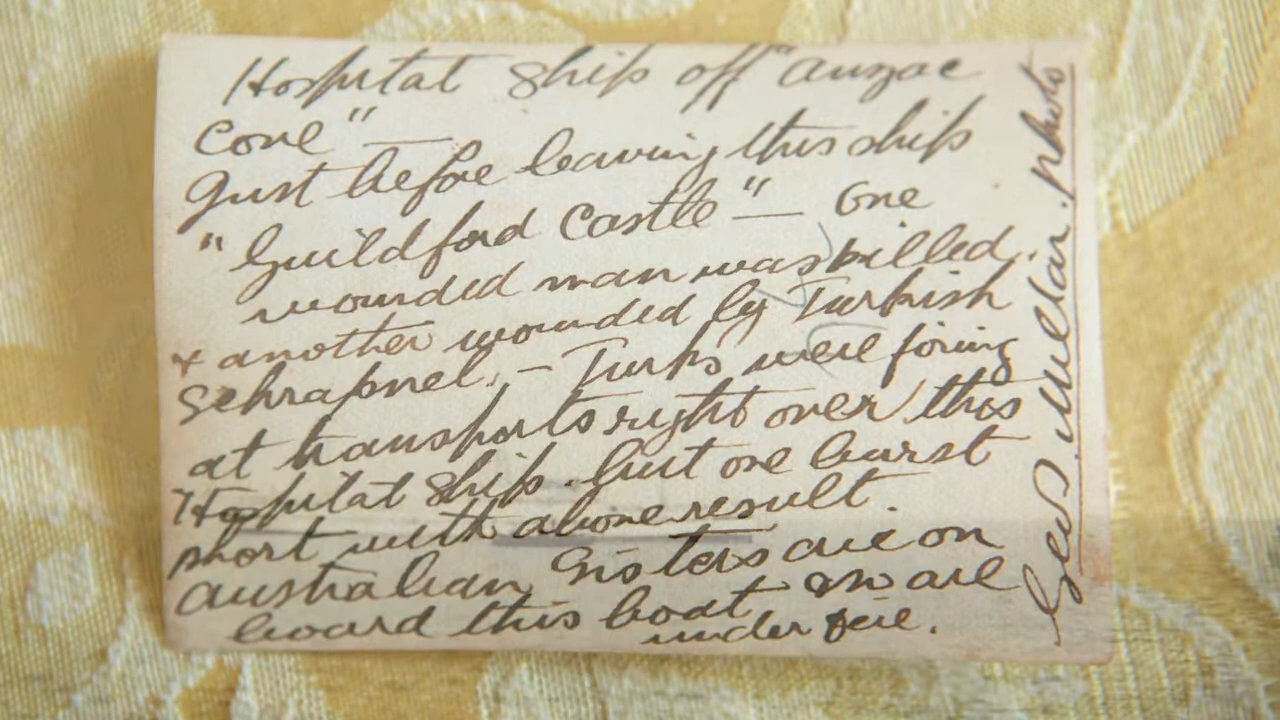 Hospital Ship off "Anzac
Cove" —
Just before leaving this ship
"Guildford Castle" — One
wounded man was killed,
& another wounded by Turkish
Schrapnel, – Turks were firing
at transports right over this
Hospital Ship. but one burst
short with above result.
Australian Sisters are on
board this boat, & are
under fire.
Geo. Millar. photo